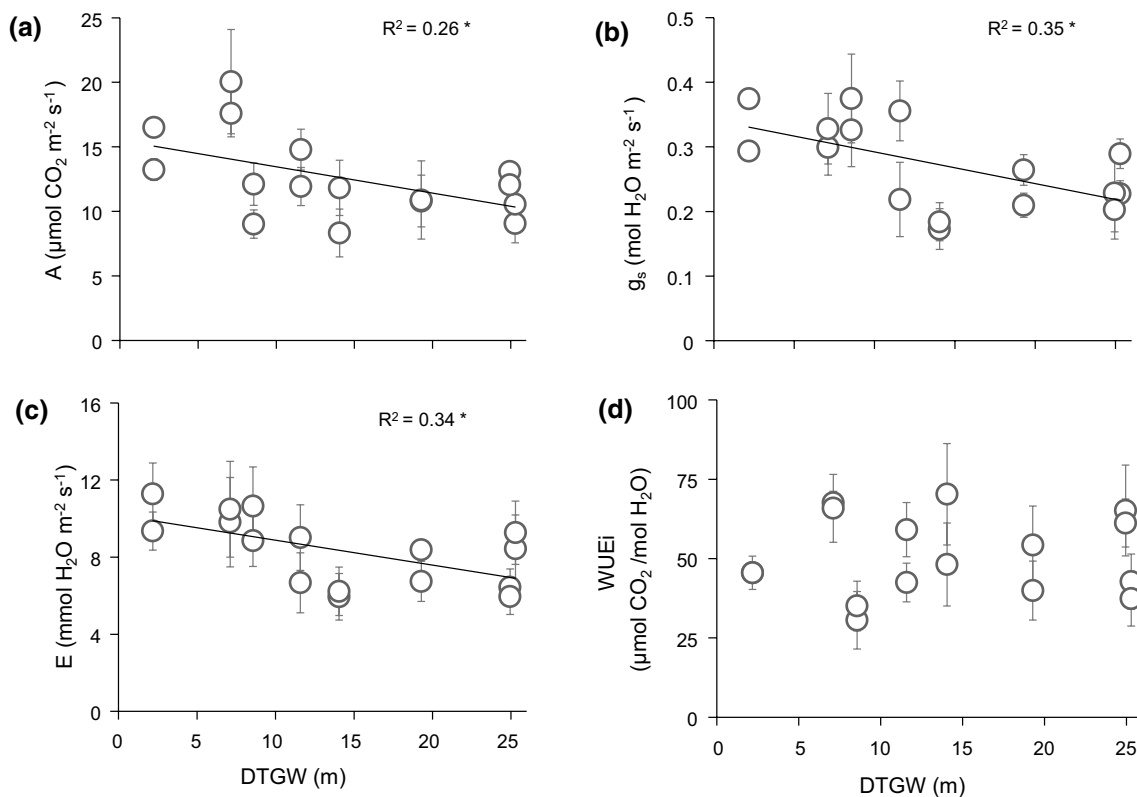 (a)
R² = 0.26 *
25
20
15
10
5
0
A (µmol CO₂ m⁻² s⁻¹)
(b)
R² = 0.35 *
0.5
0.4
0.3
0.2
0.1
0.0
gₛ (mol H₂O m⁻² s⁻¹)
(c)
R² = 0.34 *
16
12
8
4
0
E (mmol H₂O m⁻² s⁻¹)
0 5 10 15 20 25
DTGW (m)
(d)
100
75
50
25
0
WUEi
(µmol CO₂ /mol H₂O)
0 5 10 15 20 25
DTGW (m)